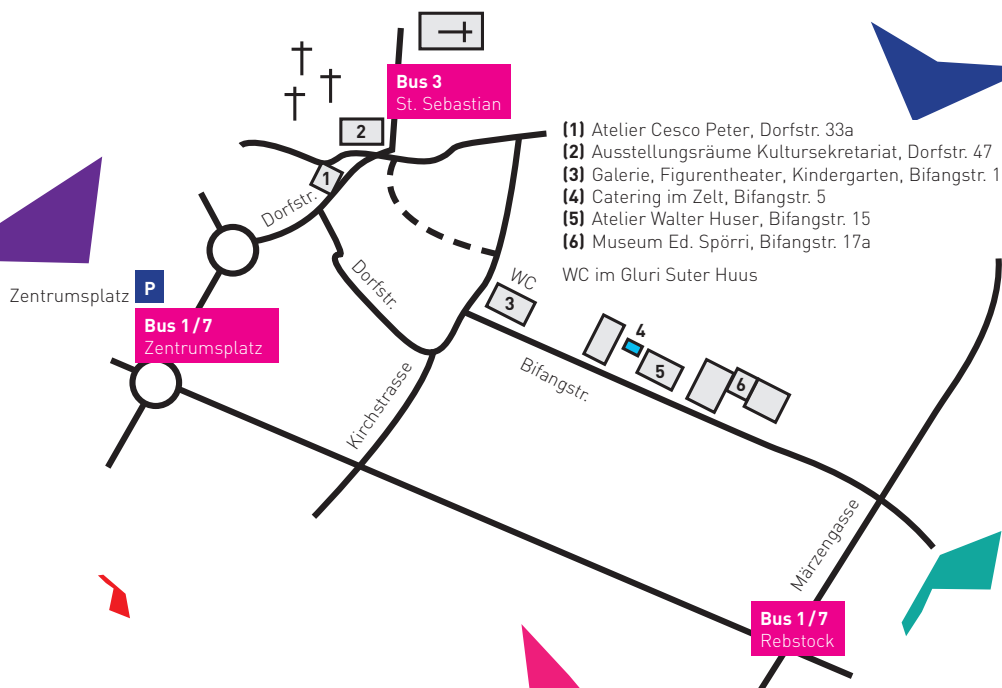 Bus 3
St. Sebastian
2
1
Dorfstr.
(1) Atelier Cesco Peter, Dorfstr. 33a
(2) Ausstellungsräume Kultursekretariat, Dorfstr. 47
(3) Galerie, Figurentheater, Kindergarten, Bifangstr. 1
(4) Catering im Zelt, Bifangstr. 5
(5) Atelier Walter Huser, Bifangstr. 15
(6) Museum Ed. Spörri, Bifangstr. 17a
WC im Gluri Suter Huus
Zentrumsplatz
P
Bus 1/7
Zentrumsplatz
Dorfstr.
WC
3
4
5
6
Bifangstr.
Kirchstrasse
Märzengasse
Bus 1/7
Rebstock